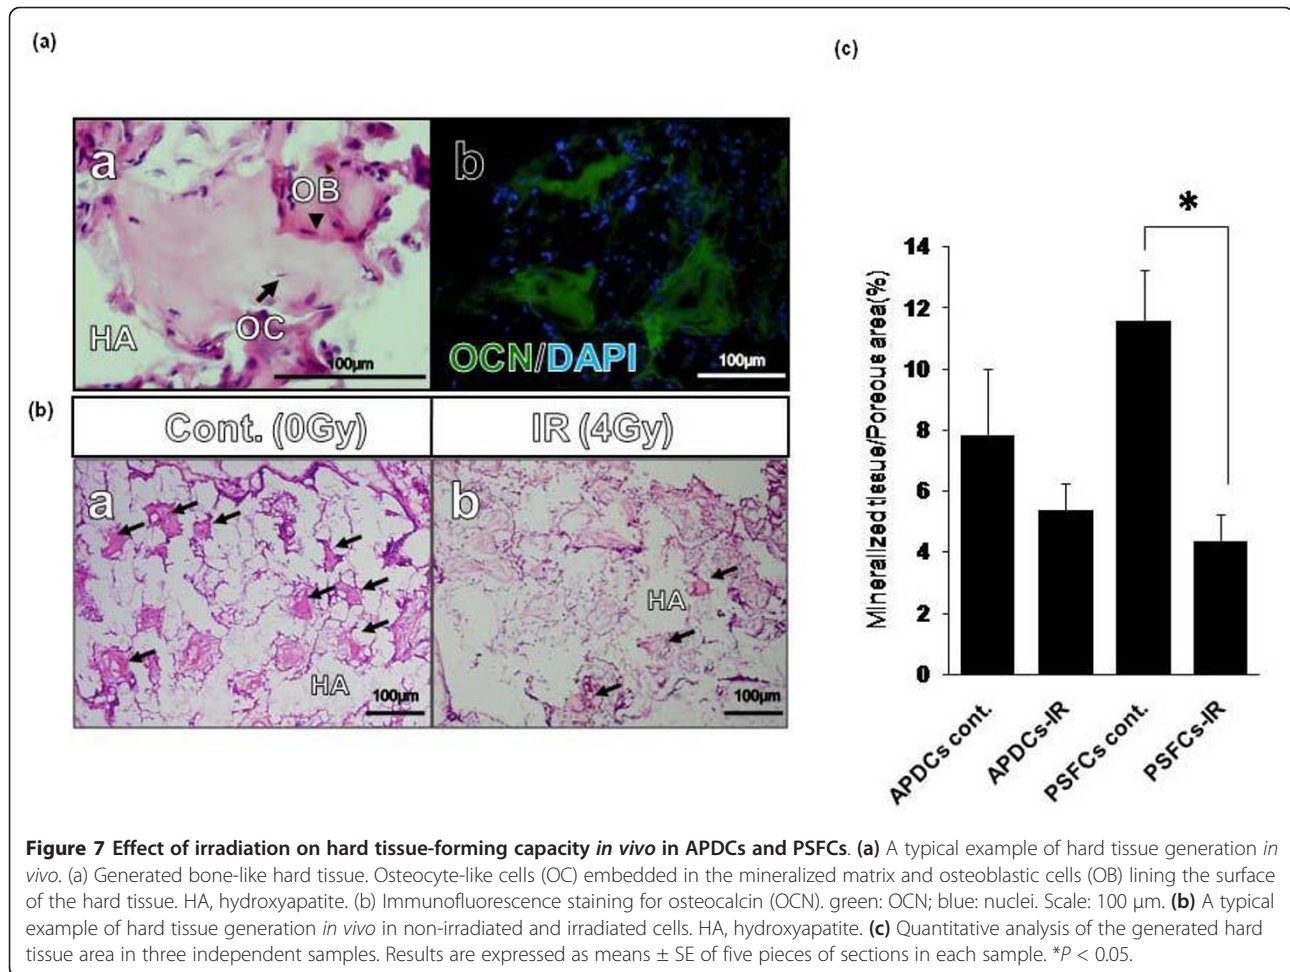 (a)
(c)
a
OB
OC
HA
100µm
b
OCN/DAPI
100µm
(b)
Cont. (0Gy)
IR (4Gy)
a
HA
100µm
b
HA
100µm
*
Mineralized tissue/Poreous area(%)
14
12
10
8
6
4
2
0
APDCs cont.
APDCs-IR
PSFCs cont.
PSFCs-IR
Figure 7 Effect of irradiation on hard tissue-forming capacity in vivo in APDCs and PSFCs. (a) A typical example of hard tissue generation in
vivo. (a) Generated bone-like hard tissue. Osteocyte-like cells (OC) embedded in the mineralized matrix and osteoblastic cells (OB) lining the surface
of the hard tissue. HA, hydroxyapatite. (b) Immunofluorescence staining for osteocalcin (OCN). green: OCN; blue: nuclei. Scale: 100 μm. (b) A typical
example of hard tissue generation in vivo in non-irradiated and irradiated cells. HA, hydroxyapatite. (c) Quantitative analysis of the generated hard
tissue area in three independent samples. Results are expressed as means ± SE of five pieces of sections in each sample. *P < 0.05.